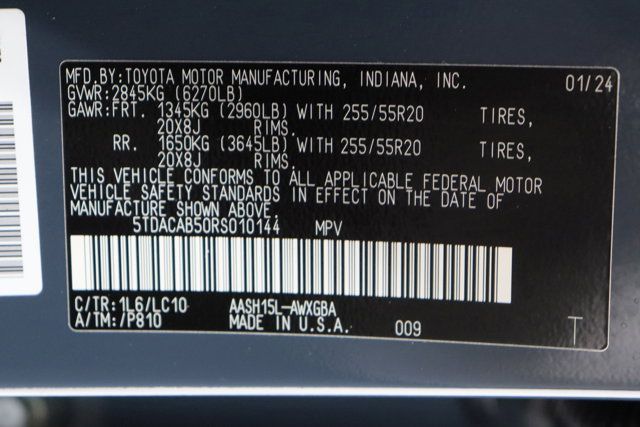 MFD.BY:TOYOTA MOTOR MANUFACTURING, INDIANA, INC. 01/24
GVWR:2845KG (6270LB)
GAWR:FRT. 1345KG (2960LB) WITH 255/55R20 TIRES,
20X8J RIMS.
RR. 1650KG (3645LB) WITH 255/55R20 TIRES,
20X8J RIMS.
THIS VEHICLE CONFORMS TO ALL APPLICABLE FEDERAL MOTOR
VEHICLE SAFETY STANDARDS IN EFFECT ON THE DATE OF
MANUFACTURE SHOWN ABOVE.
5TDACAB50RS010144 MPV
C/TR:1L6/LC10 AASH15L-AWXGBA
A/TM:/P810 MADE IN U.S.A. 009 T